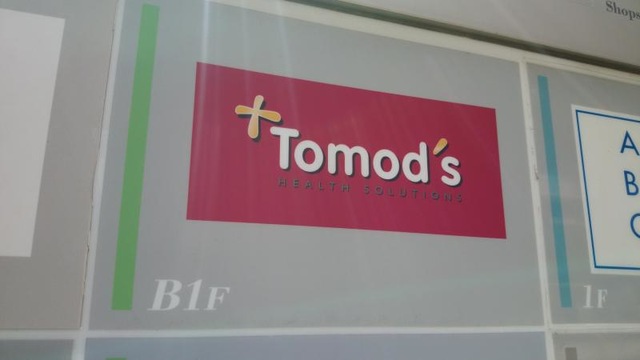 Shops
Tomod's
HEALTH SOLUTIONS
B1F
A
B
1F